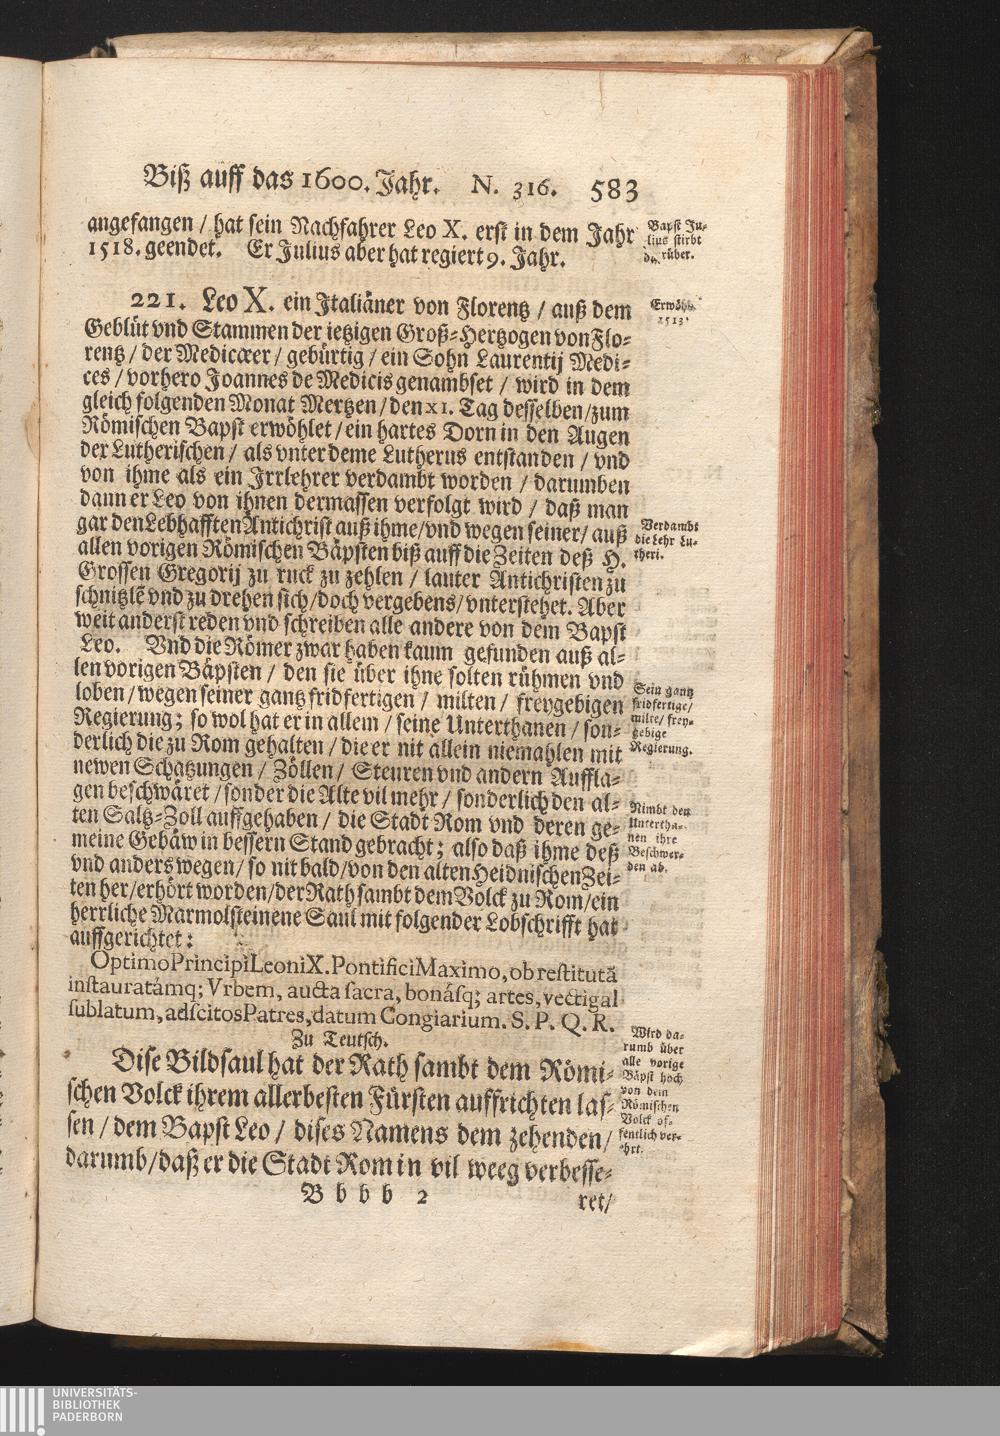 Biß auff das 1600. Jahr. N. 316. 583
angefangen / hat sein Nachfahrer Leo X. erst in dem Jahr
1518. geendet. Er Julius aber hat regiert 9. Jahr.
Bapst Ju-
lius stirbt
rüber.
221. Leo X. ein Italiäner von Florentz / auß dem
Geblüt vnd Stammen der ietzigen Groß-Hertzogen von Flo-
rentz / der Medicæer / gebürtig / ein Sohn Laurentij Medi-
ces / vorhero Joannes de Medicis genambset / wird in dem
gleich folgenden Monat Mertzen / den XI. Tag desselben / zum
Römischen Bapst erwöhlet / ein hartes Dorn in den Augen
der Lutherischen / als vnter deme Lutherus entstanden / vnd
von ihme als ein Irrlehrer verdambt worden / darumben
dann er Leo von ihnen dermassen verfolgt wird / daß man
gar den Lebhafften Antichrist auß ihme / vnd wegen seiner / auß
allen vorigen Römischen Bäpsten biß auff die Zeiten deß H.
Grossen Gregorij zu ruck zu zehlen / lauter Antichristen zu
schnitzlē vnd zu drehen sich / doch vergebens / vnterstehet. Aber
weit anderst reden vnd schreiben alle andere von dem Bapst
Leo. Vnd die Römer zwar haben kaum gefunden auß al-
len vorigen Bäpsten / den sie über ihne solten rühmen vnd
loben / wegen seiner gantz fridfertigen / milten / freygebigen
Regierung; so wol hat er in allem / seine Unterthanen / son-
derlich die zu Rom gehalten / die er nit allein niemahlen mit
newen Schatzungen / Zöllen / Steuren vnd andern Auffla-
gen beschwäret / sonder die Alte vil mehr / sonderlich den al-
ten Saltz-Zoll auffgehaben / die Stadt Rom vnd deren ge-
meine Gebäw in bessern Stand gebracht; also daß ihme deß
vnd anders wegen / so nit bald / von den alten Heidnischen Zei-
ten her / erhört worden / der Rath sambt dem Volck zu Rom / ein
herrliche Marmolsteinene Saul mit folgender Lobschrifft hat
auffgerichtet:
Erwöhlt
1513.
Verdambt
die Lehr Lu-
theri.
Sein gantz
fridfertige /
milte / frey-
gebige
Regierung.
Nimbt den
Untertha-
nen ihre
Beschwer-
den ab.
Optimo Principi Leoni X. Pontifici Maximo, ob restitutā
instauratámq; Vrbem, aucta sacra, bonásq; artes, vectigal
sublatum, adscitos Patres, datum Congiarium. S. P. Q. R.
Zu Teutsch.
Dise Bildsaul hat der Rath sambt dem Römi-
schen Volck ihrem allerbesten Fürsten auffrichten las-
sen / dem Bapst Leo / dises Namens dem zehenden /
darumb / daß er die Stadt Rom in vil weeg verbesse-
Wird da-
rumb über
alle vorige
Bäpst hoch
von dem
Römischen
Volck of-
fentlich ver-
ehrt.
B b b b 2 ret /
UNIVERSITÄTS-
BIBLIOTHEK
PADERBORN